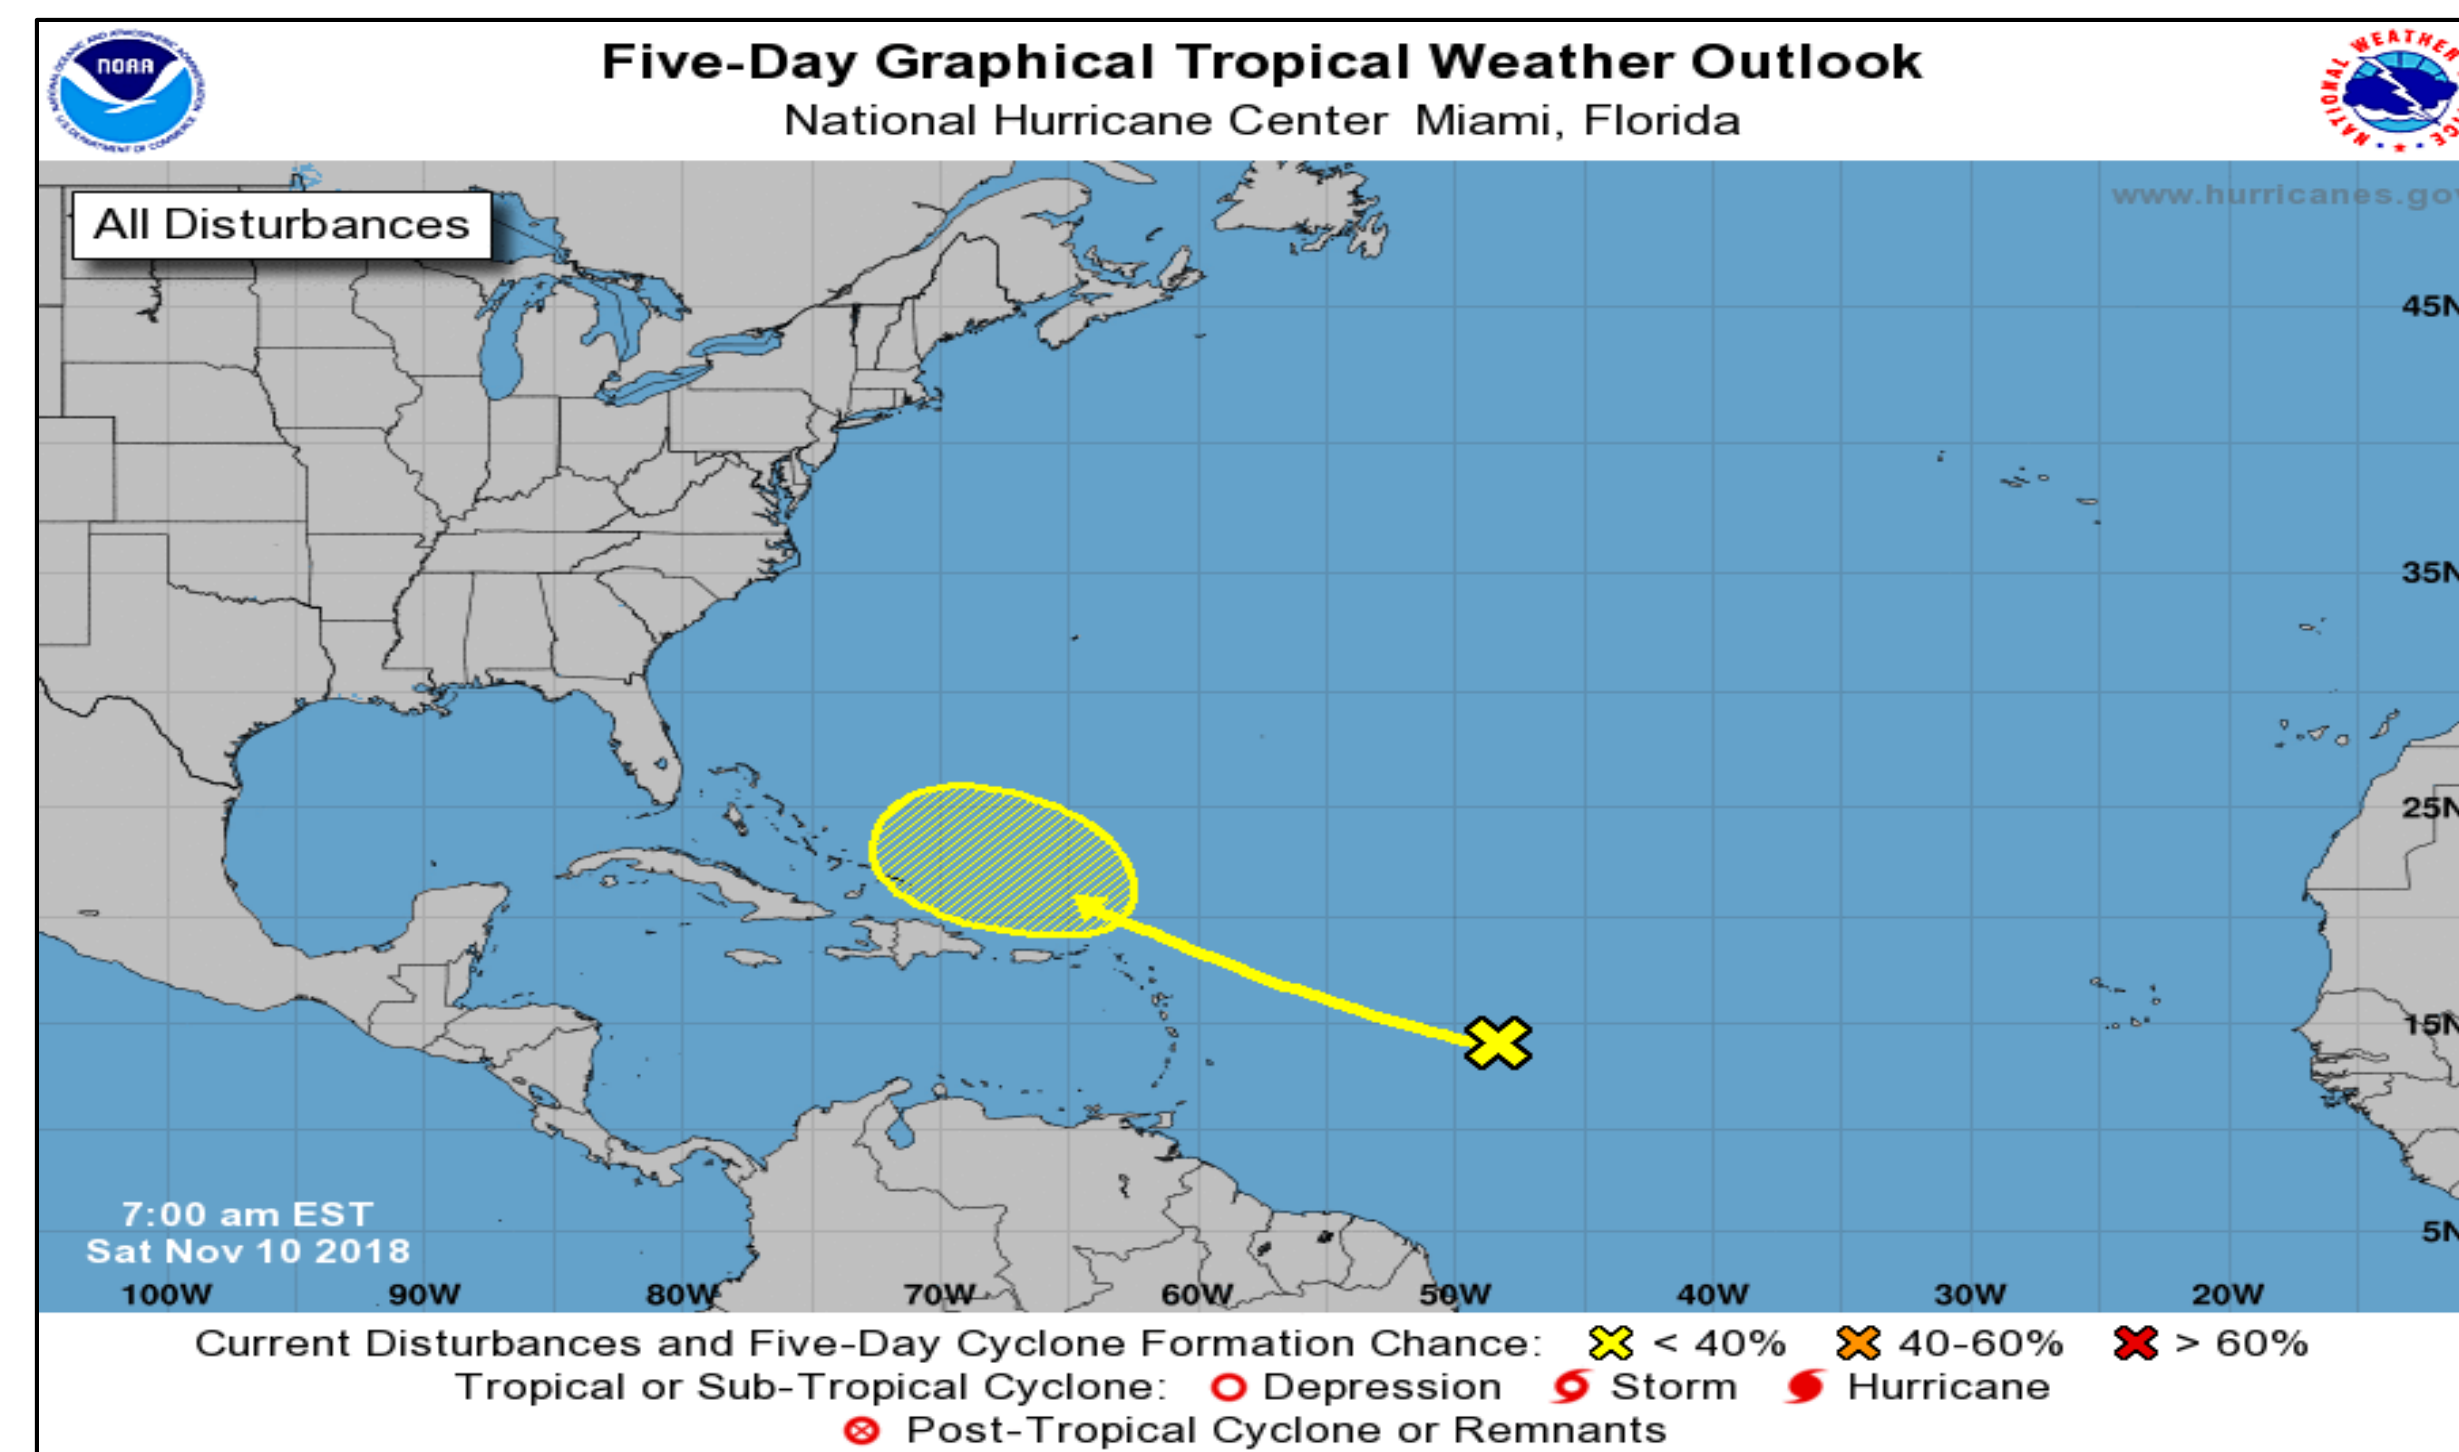 NOAA
Five-Day Graphical Tropical Weather Outlook
National Hurricane Center Miami, Florida
NATIONAL WEATHER
All Disturbances
www.hurricanes.gov
45N
35N
25N
15N
5N
7:00 am EST
Sat Nov 10 2018
100W 90W 80W 70W 60W 50W 40W 30W 20W
Current Disturbances and Five-Day Cyclone Formation Chance: < 40% 40-60% > 60%
Tropical or Sub-Tropical Cyclone: Depression Storm Hurricane
Post-Tropical Cyclone or Remnants